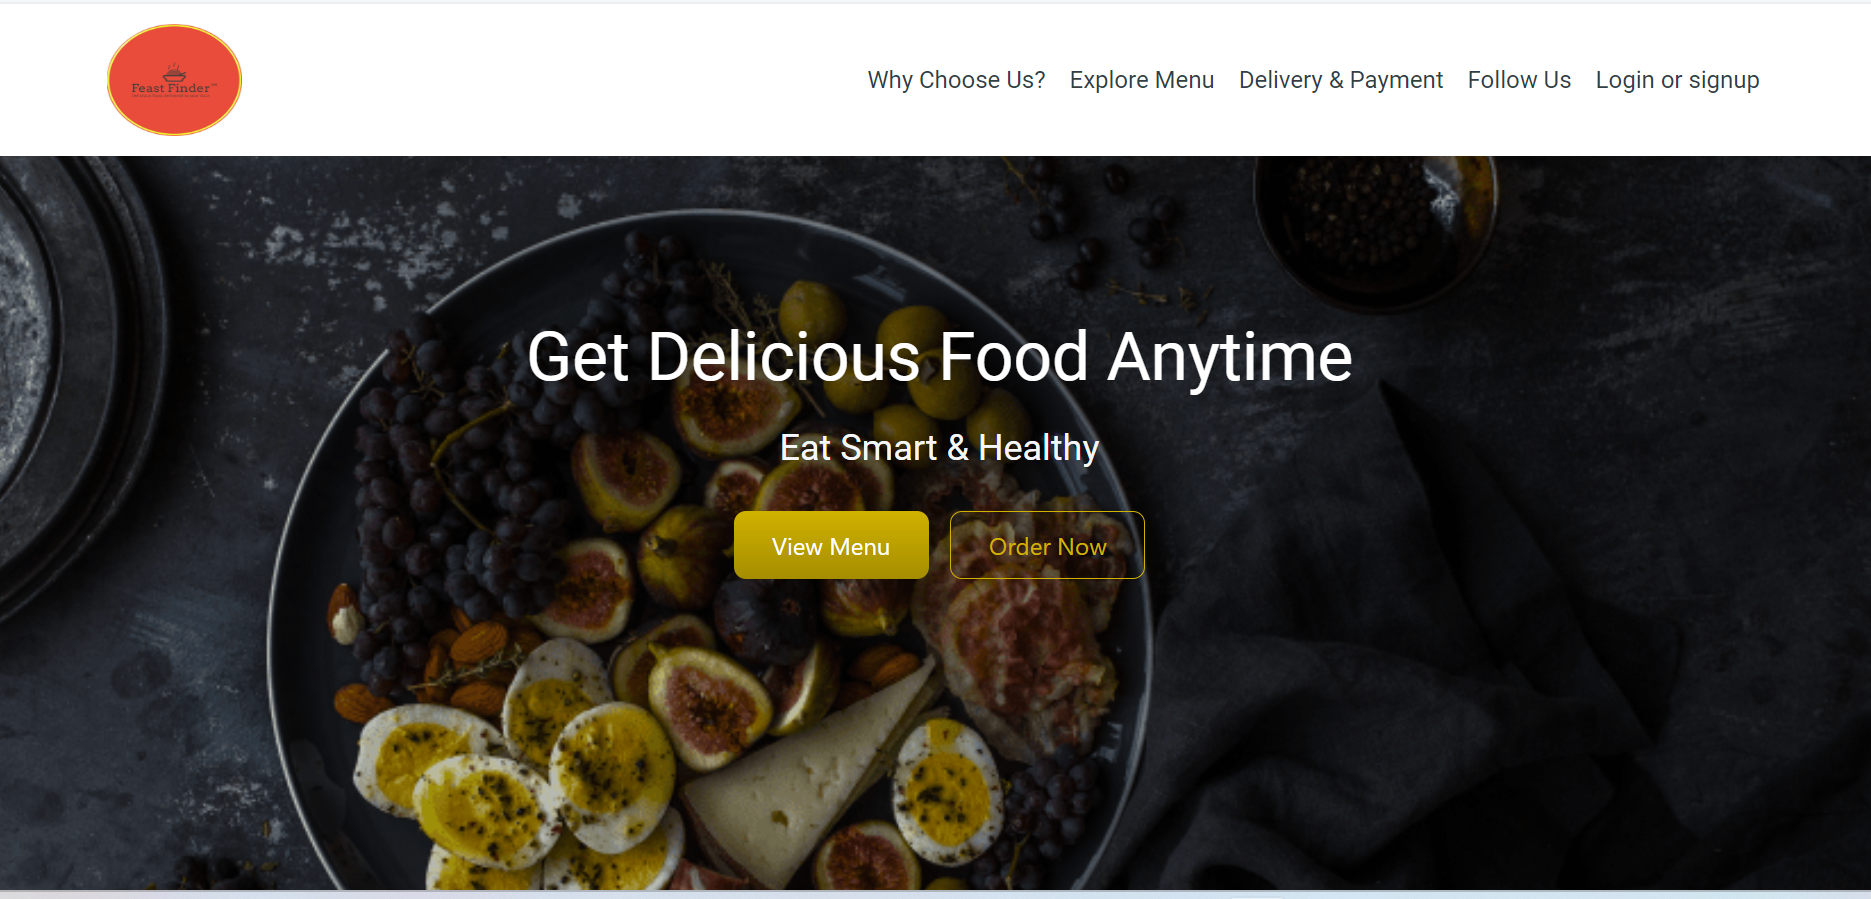 Feast Finder™
Why Choose Us? Explore Menu Delivery & Payment Follow Us Login or signup
Get Delicious Food Anytime
Eat Smart & Healthy
View Menu Order Now